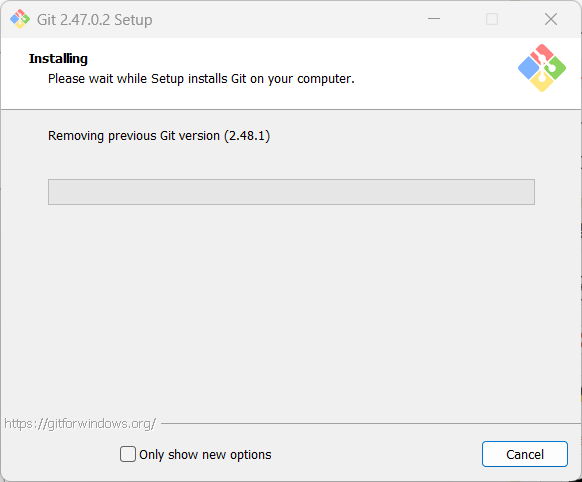 Git 2.47.0.2 Setup
Installing
Please wait while Setup installs Git on your computer.
Removing previous Git version (2.48.1)
https://gitforwindows.org/
Only show new options
Cancel